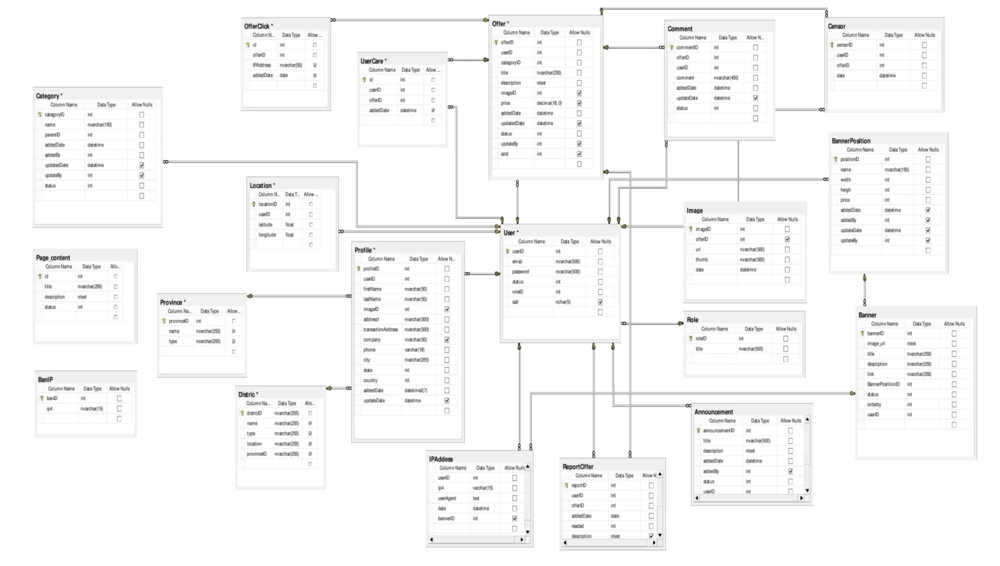 OfferClick *
Column N... Data Type Allow ...
id int
offerID int
IPAddress nvarchar(50)
addedDate date
UserCare *
Column Name Data Type Allow ...
id int
userID int
offerID int
addedDate datetime
Offer *
Column Name Data Type Allow Nulls
offerID int
userID int
categoryID int
title nvarchar(250)
description ntext
imageID int
price decimal(18, 0)
addedDate datetime
updatedDate datetime
status int
updateBy int
sold int
Comment
Column Name Data Type Allow N...
commentID int
offerID int
userID int
comment nvarchar(400)
addedDate datetime
updateDate datetime
status int
Censor
Column Name Data Type Allow Nulls
censorID int
userID int
offerID int
date datetime
Category *
Column Name Data Type Allow Nulls
categoryID int
name nvarchar(150)
parentID int
addedDate datetime
addedBy int
updatedDate datetime
updateBy int
status int
Location *
Column N... Data T... Allow ...
locationID int
userID int
latitude float
longitude float
BannerPosition
Column Name Data Type Allow Nulls
positionID int
name nvarchar(150)
width int
heigh int
price int
addedDate datetime
addedBy int
updateDate datetime
updateBy int
Image
Column Name Data Type Allow Nulls
imageID int
offerID int
url nvarchar(500)
thumb nvarchar(500)
date datetime
User *
Column Name Data Type Allow Nulls
userID int
email nvarchar(500)
password nvarchar(500)
status int
roleID int
salt nchar(5)
Profile *
Column Name Data Type Allow N...
profileID int
userID int
firstName nvarchar(50)
lastName nvarchar(50)
imageID int
address1 nvarchar(500)
transactionAddress nvarchar(500)
company nvarchar(50)
phone varchar(18)
city nvarchar(255)
state int
country int
addedDate datetime2(7)
updateDate datetime
Page_content
Column Name Data Type Allo...
id int
title nvarchar(250)
description ntext
status int
Province *
Column Na... Data Type Allow...
provinceID int
name nvarchar(255)
type nvarchar(255)
Role
Column Name Data Type Allow Nulls
roleID int
title nvarchar(500)
Banner
Column Name Data Type Allow Nulls
bannerID int
image_url ntext
title nvarchar(250)
description nvarchar(250)
link nvarchar(250)
BannerPorsitionID int
status int
orderby int
userID int
BanIP
Column Name Data Type Allow Nulls
banID int
ip4 nvarchar(15)
Distric *
Column Na... Data Type Allo...
districID nvarchar(255)
name nvarchar(255)
type nvarchar(255)
location nvarchar(255)
provinceID nvarchar(255)
Announcement
Column Name Data Type Allow Nulls
announcementID int
title nvarchar(500)
description ntext
addedDate datetime
addedBy int
status int
userID int
IPAddess
Column Name Data Type Allow Nulls
userID int
ip4 varchar(15)
userAgent text
date datetime
bannerID int
ReportOffer
Column Name Data Type Allow N
reportID int
userID int
offerID int
addedDate date
readed int
description ntext